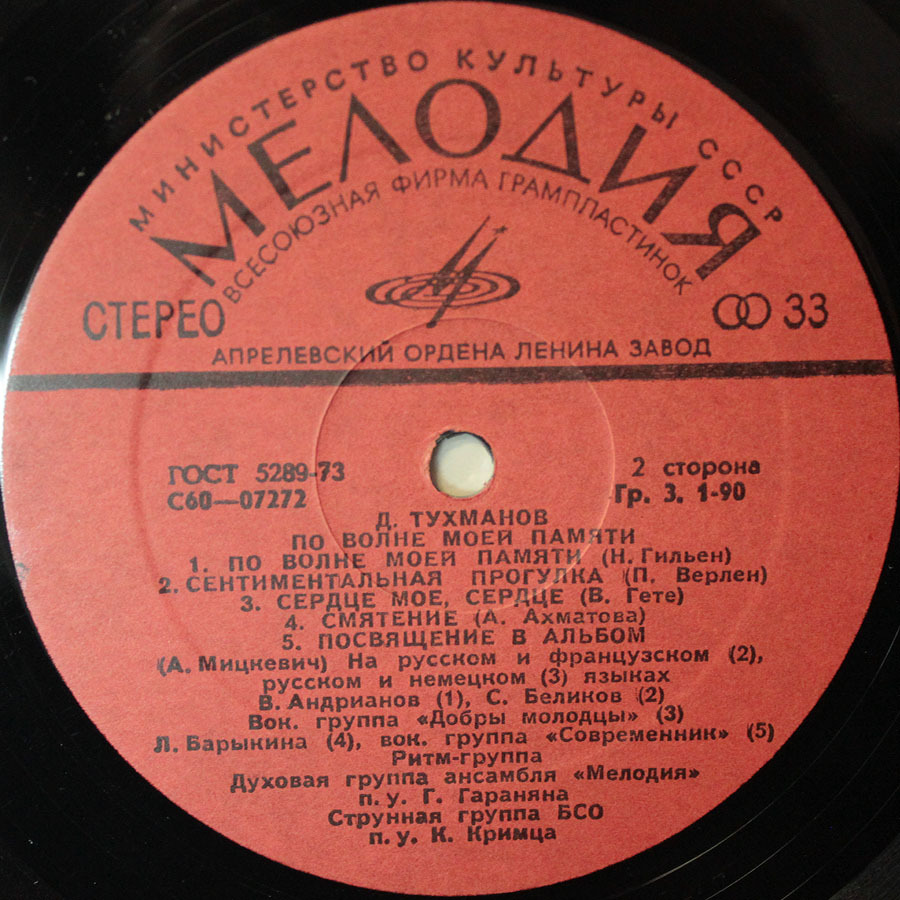 МИНИСТЕРСТВО КУЛЬТУРЫ СССР
МЕЛОДИЯ
ВСЕСОЮЗНАЯ ФИРМА ГРАМПЛАСТИНОК
СТЕРЕО
33
АПРЕЛЕВСКИЙ ОРДЕНА ЛЕНИНА ЗАВОД
ГОСТ 5289-73
2 сторона
С60—07272
Гр. 3. 1-90
Д. ТУХМАНОВ
ПО ВОЛНЕ МОЕЙ ПАМЯТИ
1. ПО ВОЛНЕ МОЕЙ ПАМЯТИ (Н. Гильен)
2. СЕНТИМЕНТАЛЬНАЯ ПРОГУЛКА (П. Верлен)
3. СЕРДЦЕ МОЕ, СЕРДЦЕ (В. Гете)
4. СМЯТЕНИЕ (А. Ахматова)
5. ПОСВЯЩЕНИЕ В АЛЬБОМ
(А. Мицкевич) На русском и французском (2),
русском и немецком (3) языках
В. Андрианов (1), С. Беликов (2)
Вок. группа «Добры молодцы» (3)
Л. Барыкина (4), вок. группа «Современник» (5)
Ритм-группа
Духовая группа ансамбля «Мелодия»
п. у. Г. Гараняна
Струнная группа БСО
п. у. К. Кримца